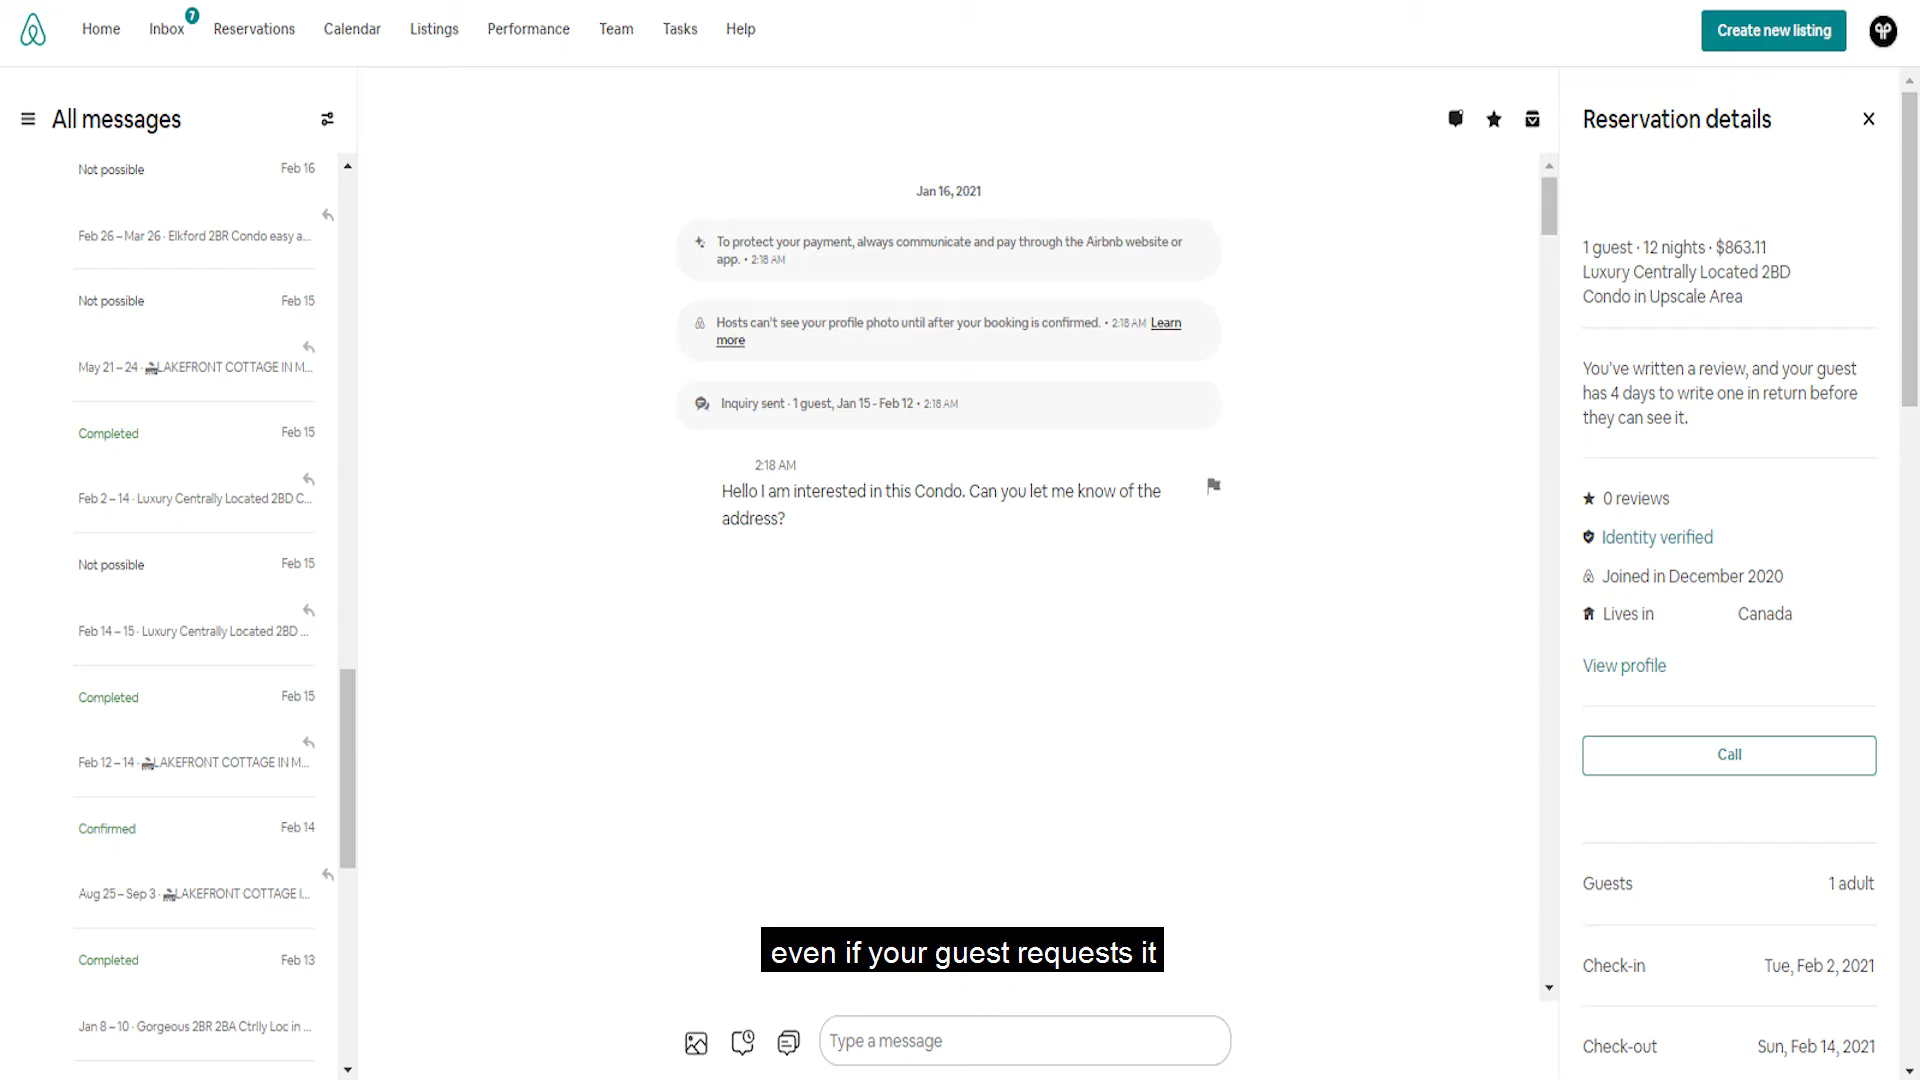 7
Home Inbox Reservations Calendar Listings Performance Team Tasks Help Create new listing
All messages
Not possible Feb 16
Feb 26 – Mar 26 · Elkford 2BR Condo easy a...
Not possible Feb 15
May 21 – 24 · LAKEFRONT COTTAGE IN M...
Completed Feb 15
Feb 2 – 14 · Luxury Centrally Located 2BD C...
Not possible Feb 15
Feb 14 – 15 · Luxury Centrally Located 2BD ...
Completed Feb 15
Feb 12 – 14 · LAKEFRONT COTTAGE IN M...
Confirmed Feb 14
Aug 25 – Sep 3 · LAKEFRONT COTTAGE I...
Completed Feb 13
Jan 8 – 10 · Gorgeous 2BR 2BA Ctrlly Loc in ...
Jan 16, 2021
To protect your payment, always communicate and pay through the Airbnb website or
app. • 2:18 AM
Hosts can't see your profile photo until after your booking is confirmed. • 2:18 AM Learn
more
Inquiry sent · 1 guest, Jan 15 - Feb 12 • 2:18 AM
2:18 AM
Hello I am interested in this Condo. Can you let me know of the
address?
even if your guest requests it
Type a message
Reservation details
1 guest · 12 nights · $863.11
Luxury Centrally Located 2BD
Condo in Upscale Area
You've written a review, and your guest
has 4 days to write one in return before
they can see it.
0 reviews
Identity verified
Joined in December 2020
Lives in Canada
View profile
Call
Guests 1 adult
Check-in Tue, Feb 2, 2021
Check-out Sun, Feb 14, 2021